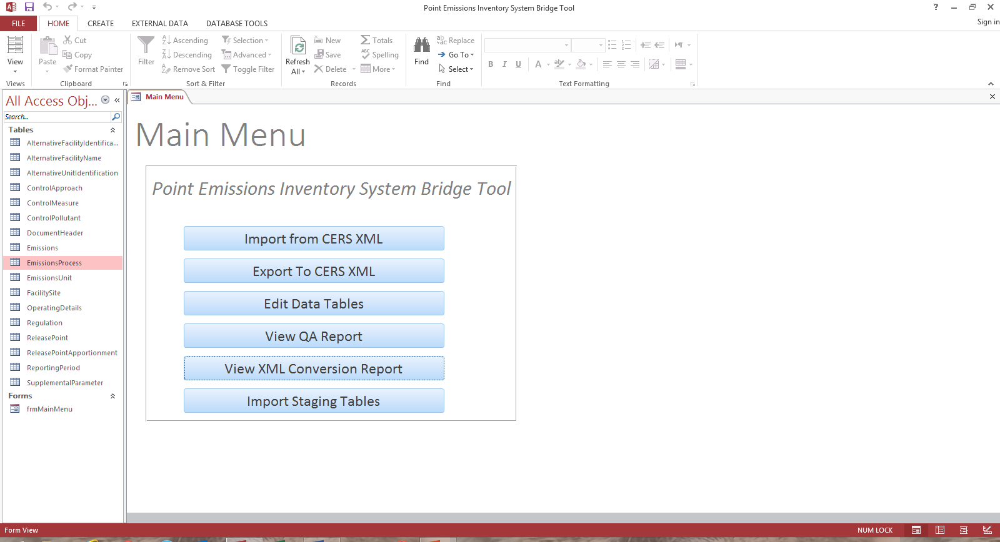 Point Emissions Inventory System Bridge Tool
?
Sign in
FILE HOME CREATE EXTERNAL DATA DATABASE TOOLS
View
Views
Paste
Cut
Copy
Format Painter
Clipboard
Filter
Ascending
Descending
Remove Sort
Selection
Advanced
Toggle Filter
Sort & Filter
Refresh
All
New
Save
Delete
Totals
Spelling
More
Records
Find
Replace
Go To
Select
Find
B I U A
Text Formatting
All Access Obj...
Search...
Tables
AlternativeFacilityIdentifica...
AlternativeFacilityName
AlternativeUnitIdentification
ControlApproach
ControlMeasure
ControlPollutant
DocumentHeader
Emissions
EmissionsProcess
EmissionsUnit
FacilitySite
OperatingDetails
Regulation
ReleasePoint
ReleasePointApportionment
ReportingPeriod
SupplementalParameter
Forms
frmMainMenu
Main Menu
Main Menu
Point Emissions Inventory System Bridge Tool
Import from CERS XML
Export To CERS XML
Edit Data Tables
View QA Report
View XML Conversion Report
Import Staging Tables
Form View
NUM LOCK